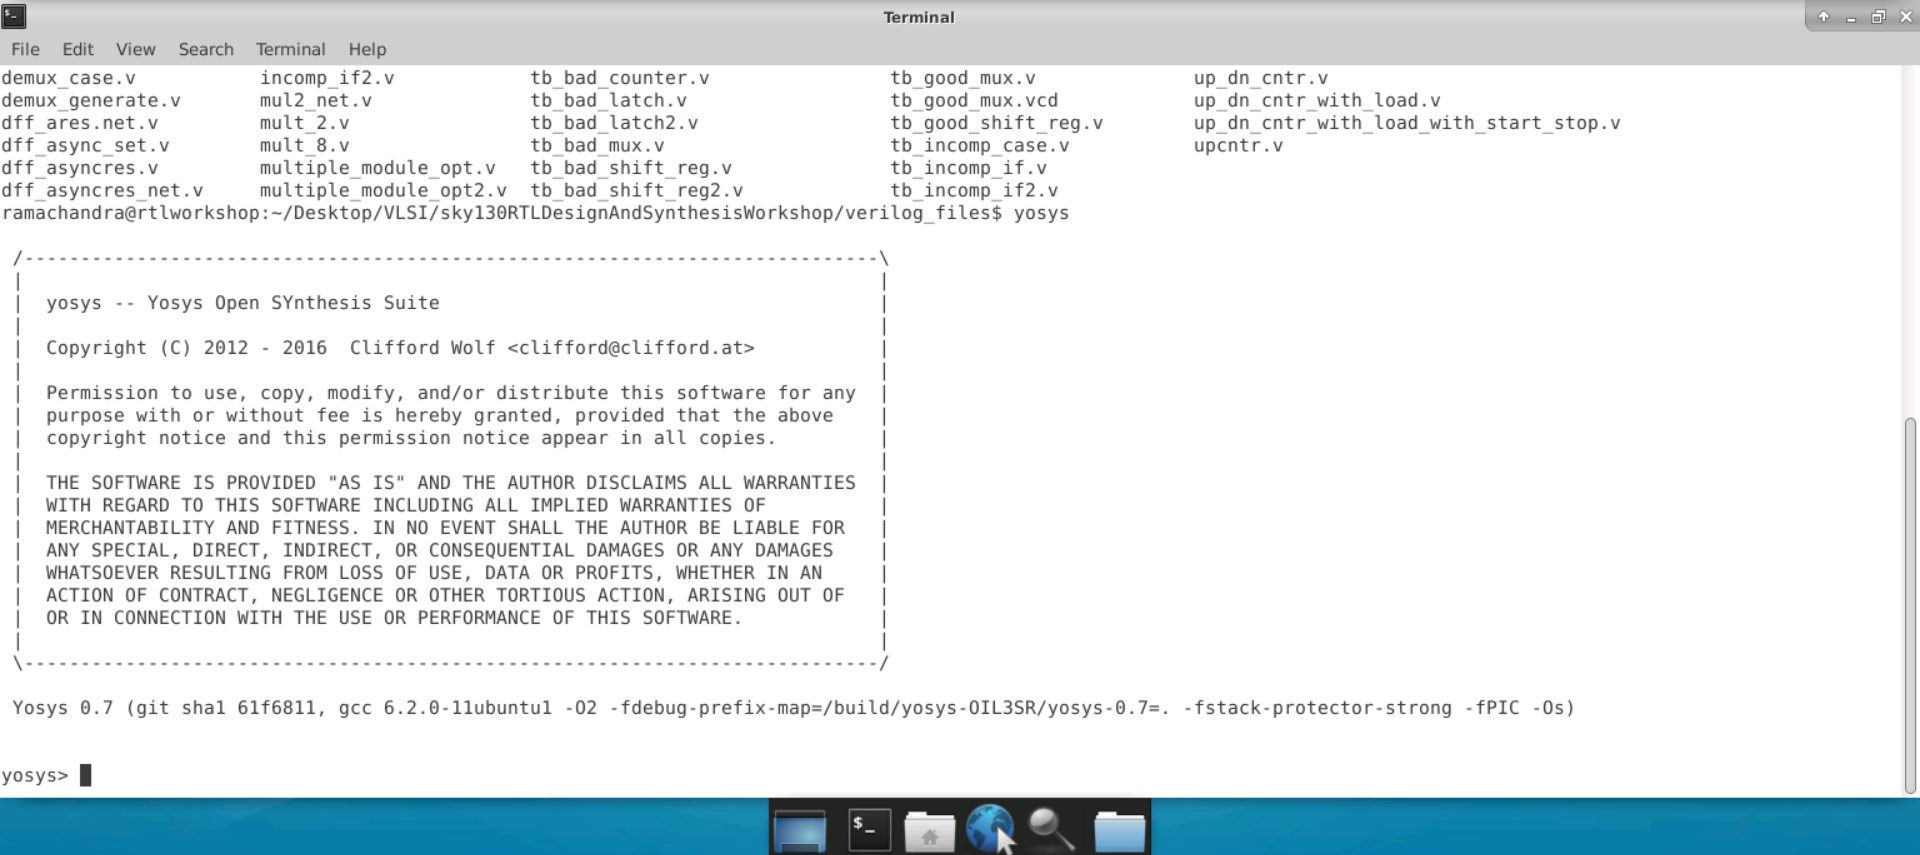 Terminal
File Edit View Search Terminal Help
demux_case.v incomp_if2.v tb_bad_counter.v tb_good_mux.v up_dn_cntr.v
demux_generate.v mul2_net.v tb_bad_latch.v tb_good_mux.vcd up_dn_cntr_with_load.v
dff_ares.net.v mult_2.v tb_bad_latch2.v tb_good_shift_reg.v up_dn_cntr_with_load_with_start_stop.v
dff_async_set.v mult_8.v tb_bad_mux.v tb_incomp_case.v upcntr.v
dff_asyncres.v multiple_module_opt.v tb_bad_shift_reg.v tb_incomp_if.v
dff_asyncres_net.v multiple_module_opt2.v tb_bad_shift_reg2.v tb_incomp_if2.v
ramachandra@rtlworkshop:~/Desktop/VLSI/sky130RTLDesignAndSynthesisWorkshop/verilog_files$ yosys
/----------------------------------------------------------------------------\
| |
| yosys -- Yosys Open SYnthesis Suite |
| |
| Copyright (C) 2012 - 2016 Clifford Wolf <clifford@clifford.at> |
| |
| Permission to use, copy, modify, and/or distribute this software for any |
| purpose with or without fee is hereby granted, provided that the above |
| copyright notice and this permission notice appear in all copies. |
| |
| THE SOFTWARE IS PROVIDED "AS IS" AND THE AUTHOR DISCLAIMS ALL WARRANTIES |
| WITH REGARD TO THIS SOFTWARE INCLUDING ALL IMPLIED WARRANTIES OF |
| MERCHANTABILITY AND FITNESS. IN NO EVENT SHALL THE AUTHOR BE LIABLE FOR |
| ANY SPECIAL, DIRECT, INDIRECT, OR CONSEQUENTIAL DAMAGES OR ANY DAMAGES |
| WHATSOEVER RESULTING FROM LOSS OF USE, DATA OR PROFITS, WHETHER IN AN |
| ACTION OF CONTRACT, NEGLIGENCE OR OTHER TORTIOUS ACTION, ARISING OUT OF |
| OR IN CONNECTION WITH THE USE OR PERFORMANCE OF THIS SOFTWARE. |
| |
\----------------------------------------------------------------------------/
Yosys 0.7 (git sha1 61f6811, gcc 6.2.0-11ubuntu1 -O2 -fdebug-prefix-map=/build/yosys-OIL3SR/yosys-0.7=. -fstack-protector-strong -fPIC -Os)
yosys>
$_